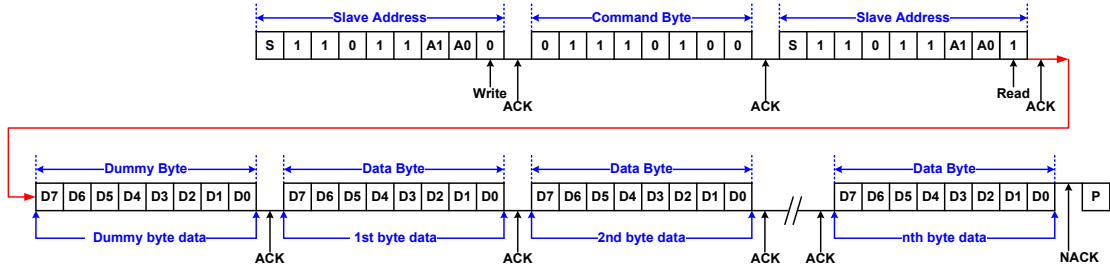 Slave Address Command Byte Slave Address
S 1 1 0 1 1 A1 A0 0 0 1 1 1 0 1 0 0 S 1 1 0 1 1 A1 A0 1
Write ACK ACK Read ACK
Dummy Byte Data Byte Data Byte Data Byte
D7 D6 D5 D4 D3 D2 D1 D0 D7 D6 D5 D4 D3 D2 D1 D0 D7 D6 D5 D4 D3 D2 D1 D0 // D7 D6 D5 D4 D3 D2 D1 D0 P
Dummy byte data 1st byte data 2nd byte data nth byte data
ACK ACK ACK ACK NACK